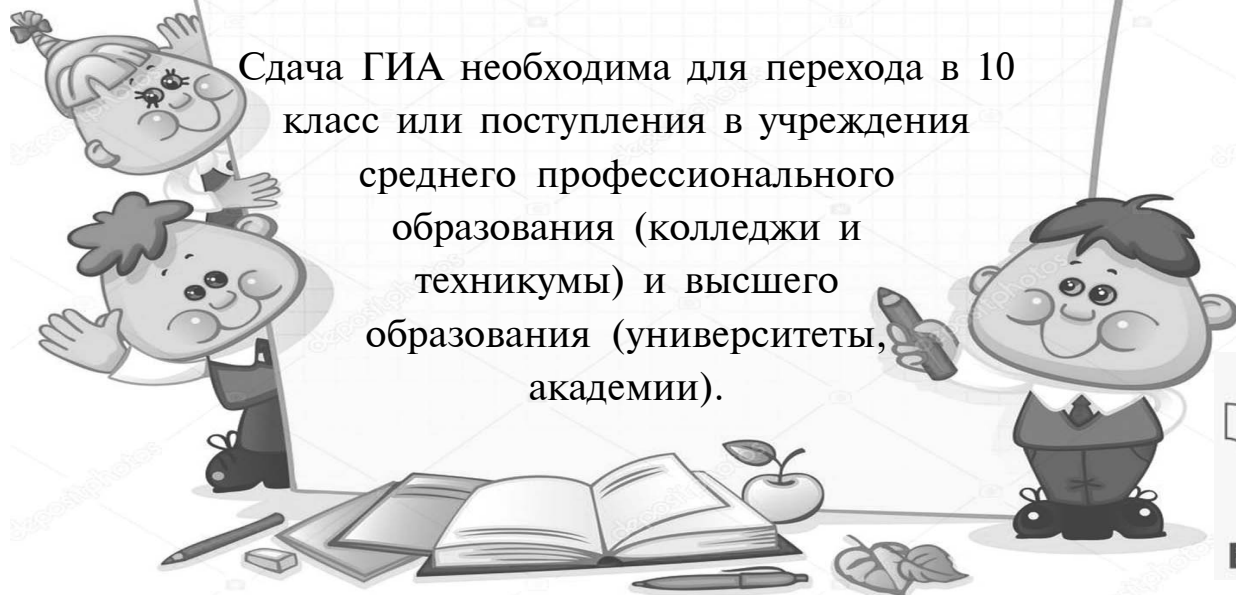 Сдача ГИА необходима для перехода в 10
класс или поступления в учреждения
среднего профессионального
образования (колледжи и
техникумы) и высшего
образования (университеты,
академии).